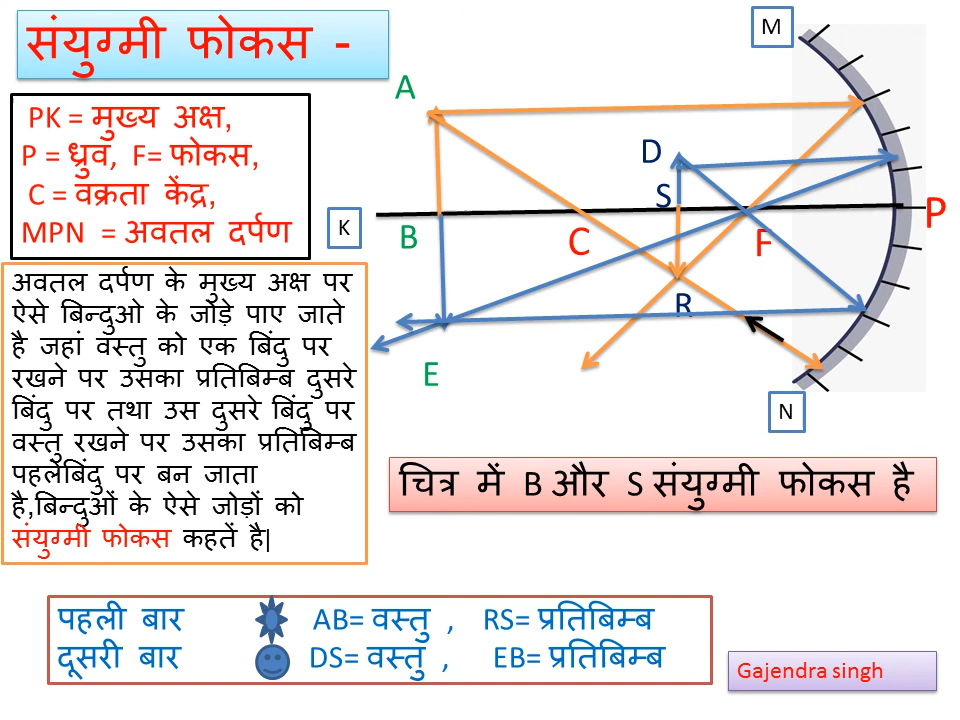 संयुग्मी फोकस -
PK = मुख्य अक्ष,
P = ध्रुव, F= फोकस,
C = वक्रता केंद्र,
MPN = अवतल दर्पण
अवतल दर्पण के मुख्य अक्ष पर
ऐसे बिन्दुओ के जोड़े पाए जाते
है जहां वस्तु को एक बिंदु पर
रखने पर उसका प्रतिबिम्ब दुसरे
बिंदु पर तथा उस दुसरे बिंदु पर
वस्तु रखने पर उसका प्रतिबिम्ब
पहलेबिंदु पर बन जाता
है,बिन्दुओं के ऐसे जोड़ों को
संयुग्मी फोकस कहतें है|
M
A
D
S
K
B
C
F
P
R
E
N
चित्र में B और S संयुग्मी फोकस है
पहली बार AB= वस्तु , RS= प्रतिबिम्ब
दूसरी बार DS= वस्तु , EB= प्रतिबिम्ब
Gajendra singh